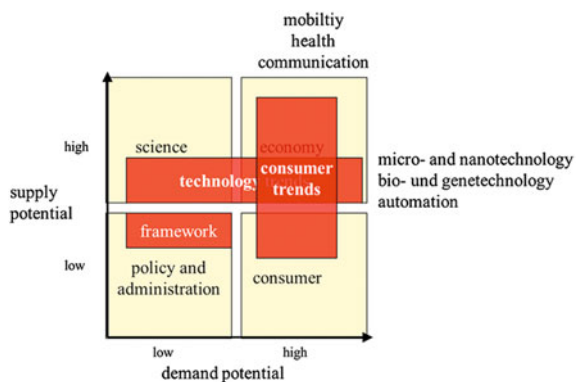 mobiltiy
health
communication
high
science
economy
technology trends
consumer
trends
micro- and nanotechnology
bio- und genetechnology
automation
supply
potential
framework
low
policy and
administration
consumer
low
high
demand potential